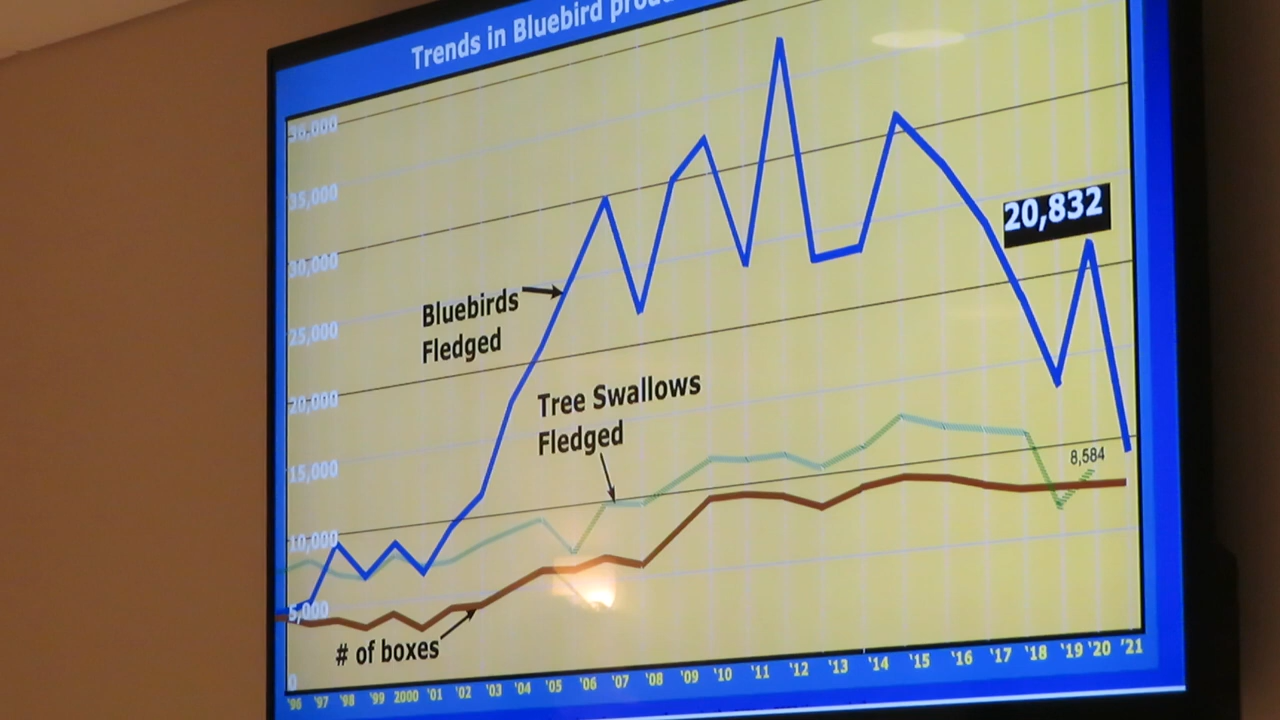 Trends in Bluebird
35,000
30,000
25,000
20,000
15,000
10,000
5,000
0
20,832
Bluebirds
Fledged
Tree Swallows
Fledged
8,584
# of boxes
'96 '97 '98 '99 2000 '01 '02 '03 '04 '05 '06 '07 '08 '09 '10 '11 '12 '13 '14 '15 '16 '17 '18 '19 '20 '21